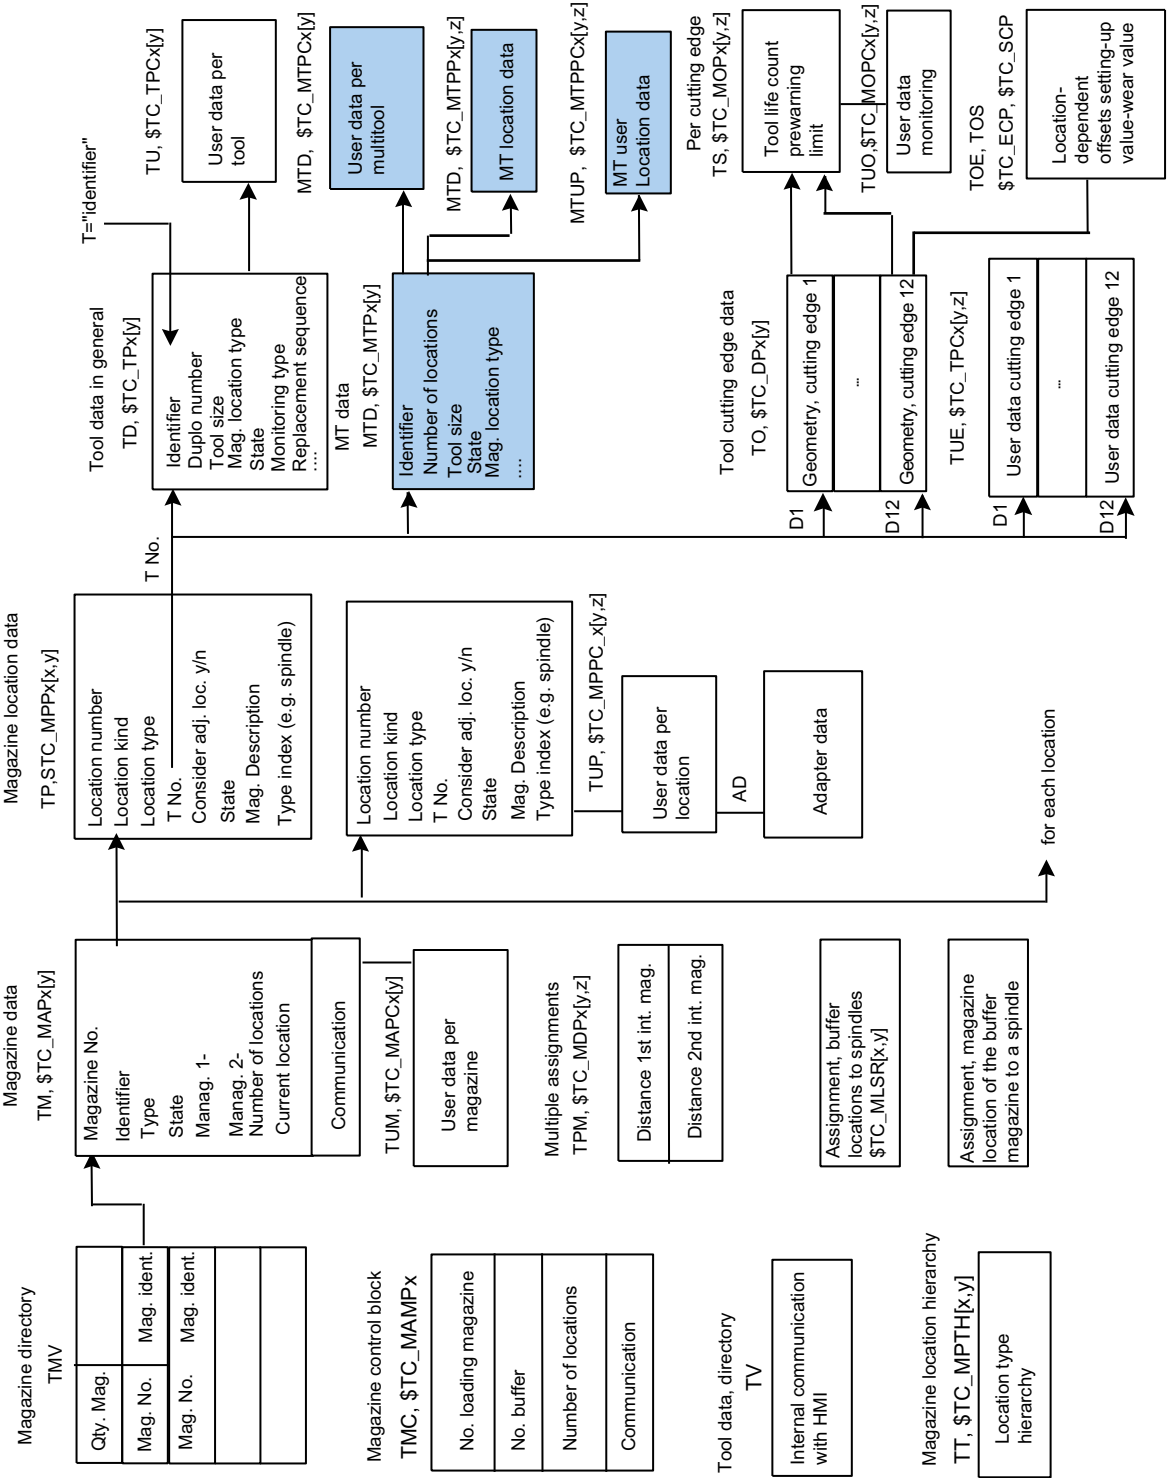 Magazine directory
TMV
Qty. Mag.
Mag. No.
Mag. ident.
Mag. No.
Mag. ident.
Magazine control block
TMC, $TC_MAMPx
No. loading magazine
No. buffer
Number of locations
Communication
Tool data, directory
TV
Internal communication
with HMI
Magazine location hierarchy
TT, $TC_MPTH[x,y]
Location type
hierarchy
Magazine data
TM, $TC_MAPx[y]
Magazine No.
Identifier
Type
State
Manag. 1-
Manag. 2-
Number of locations
Current location
Communication
TUM, $TC_MAPCx[y]
User data per
magazine
Multiple assignments
TPM, $TC_MDPx[y,z]
Distance 1st int. mag.
Distance 2nd int. mag.
Assignment, buffer
locations to spindles
$TC_MLSR[x,y]
Assignment, magazine
location of the buffer
magazine to a spindle
Magazine location data
TP,STC_MPPx[x,y]
Location number
Location kind
Location type
T No.
Consider adj. loc. y/n
State
Mag. Description
Type index (e.g. spindle)
Location number
Location kind
Location type
T No.
Consider adj. loc. y/n
State
Mag. Description
Type index (e.g. spindle)
TUP, $TC_MPPC_x[y,z]
User data per
location
AD
Adapter data
for each location
T No.
Tool data in general
TD, $TC_TPx[y]
T="identifier"
Identifier
Duplo number
Tool size
Mag. location type
State
Monitoring type
Replacement sequence
....
MT data
MTD, $TC_MTPx[y]
Identifier
Number of locations
Tool size
State
Mag. location type
....
Tool cutting edge data
TO, $TC_DPx[y]
D1
Geometry, cutting edge 1
...
D12
Geometry, cutting edge 12
TUE, $TC_TPCx[y,z]
D1
User data cutting edge 1
...
D12
User data cutting edge 12
TU, $TC_TPCx[y]
User data per
tool
MTD, $TC_MTPCx[y]
User data per
multitool
MTD, $TC_MTPPx[y,z]
MT location data
MTUP, $TC_MTPPCx[y,z]
MT user
Location data
Per cutting edge
TS, $TC_MOPx[y,z]
Tool life count
prewarning
limit
TUO,$TC_MOPCx[y,z]
User data
monitoring
TOE, TOS
$TC_ECP, $TC_SCP
Location-
dependent
offsets setting-up
value-wear value